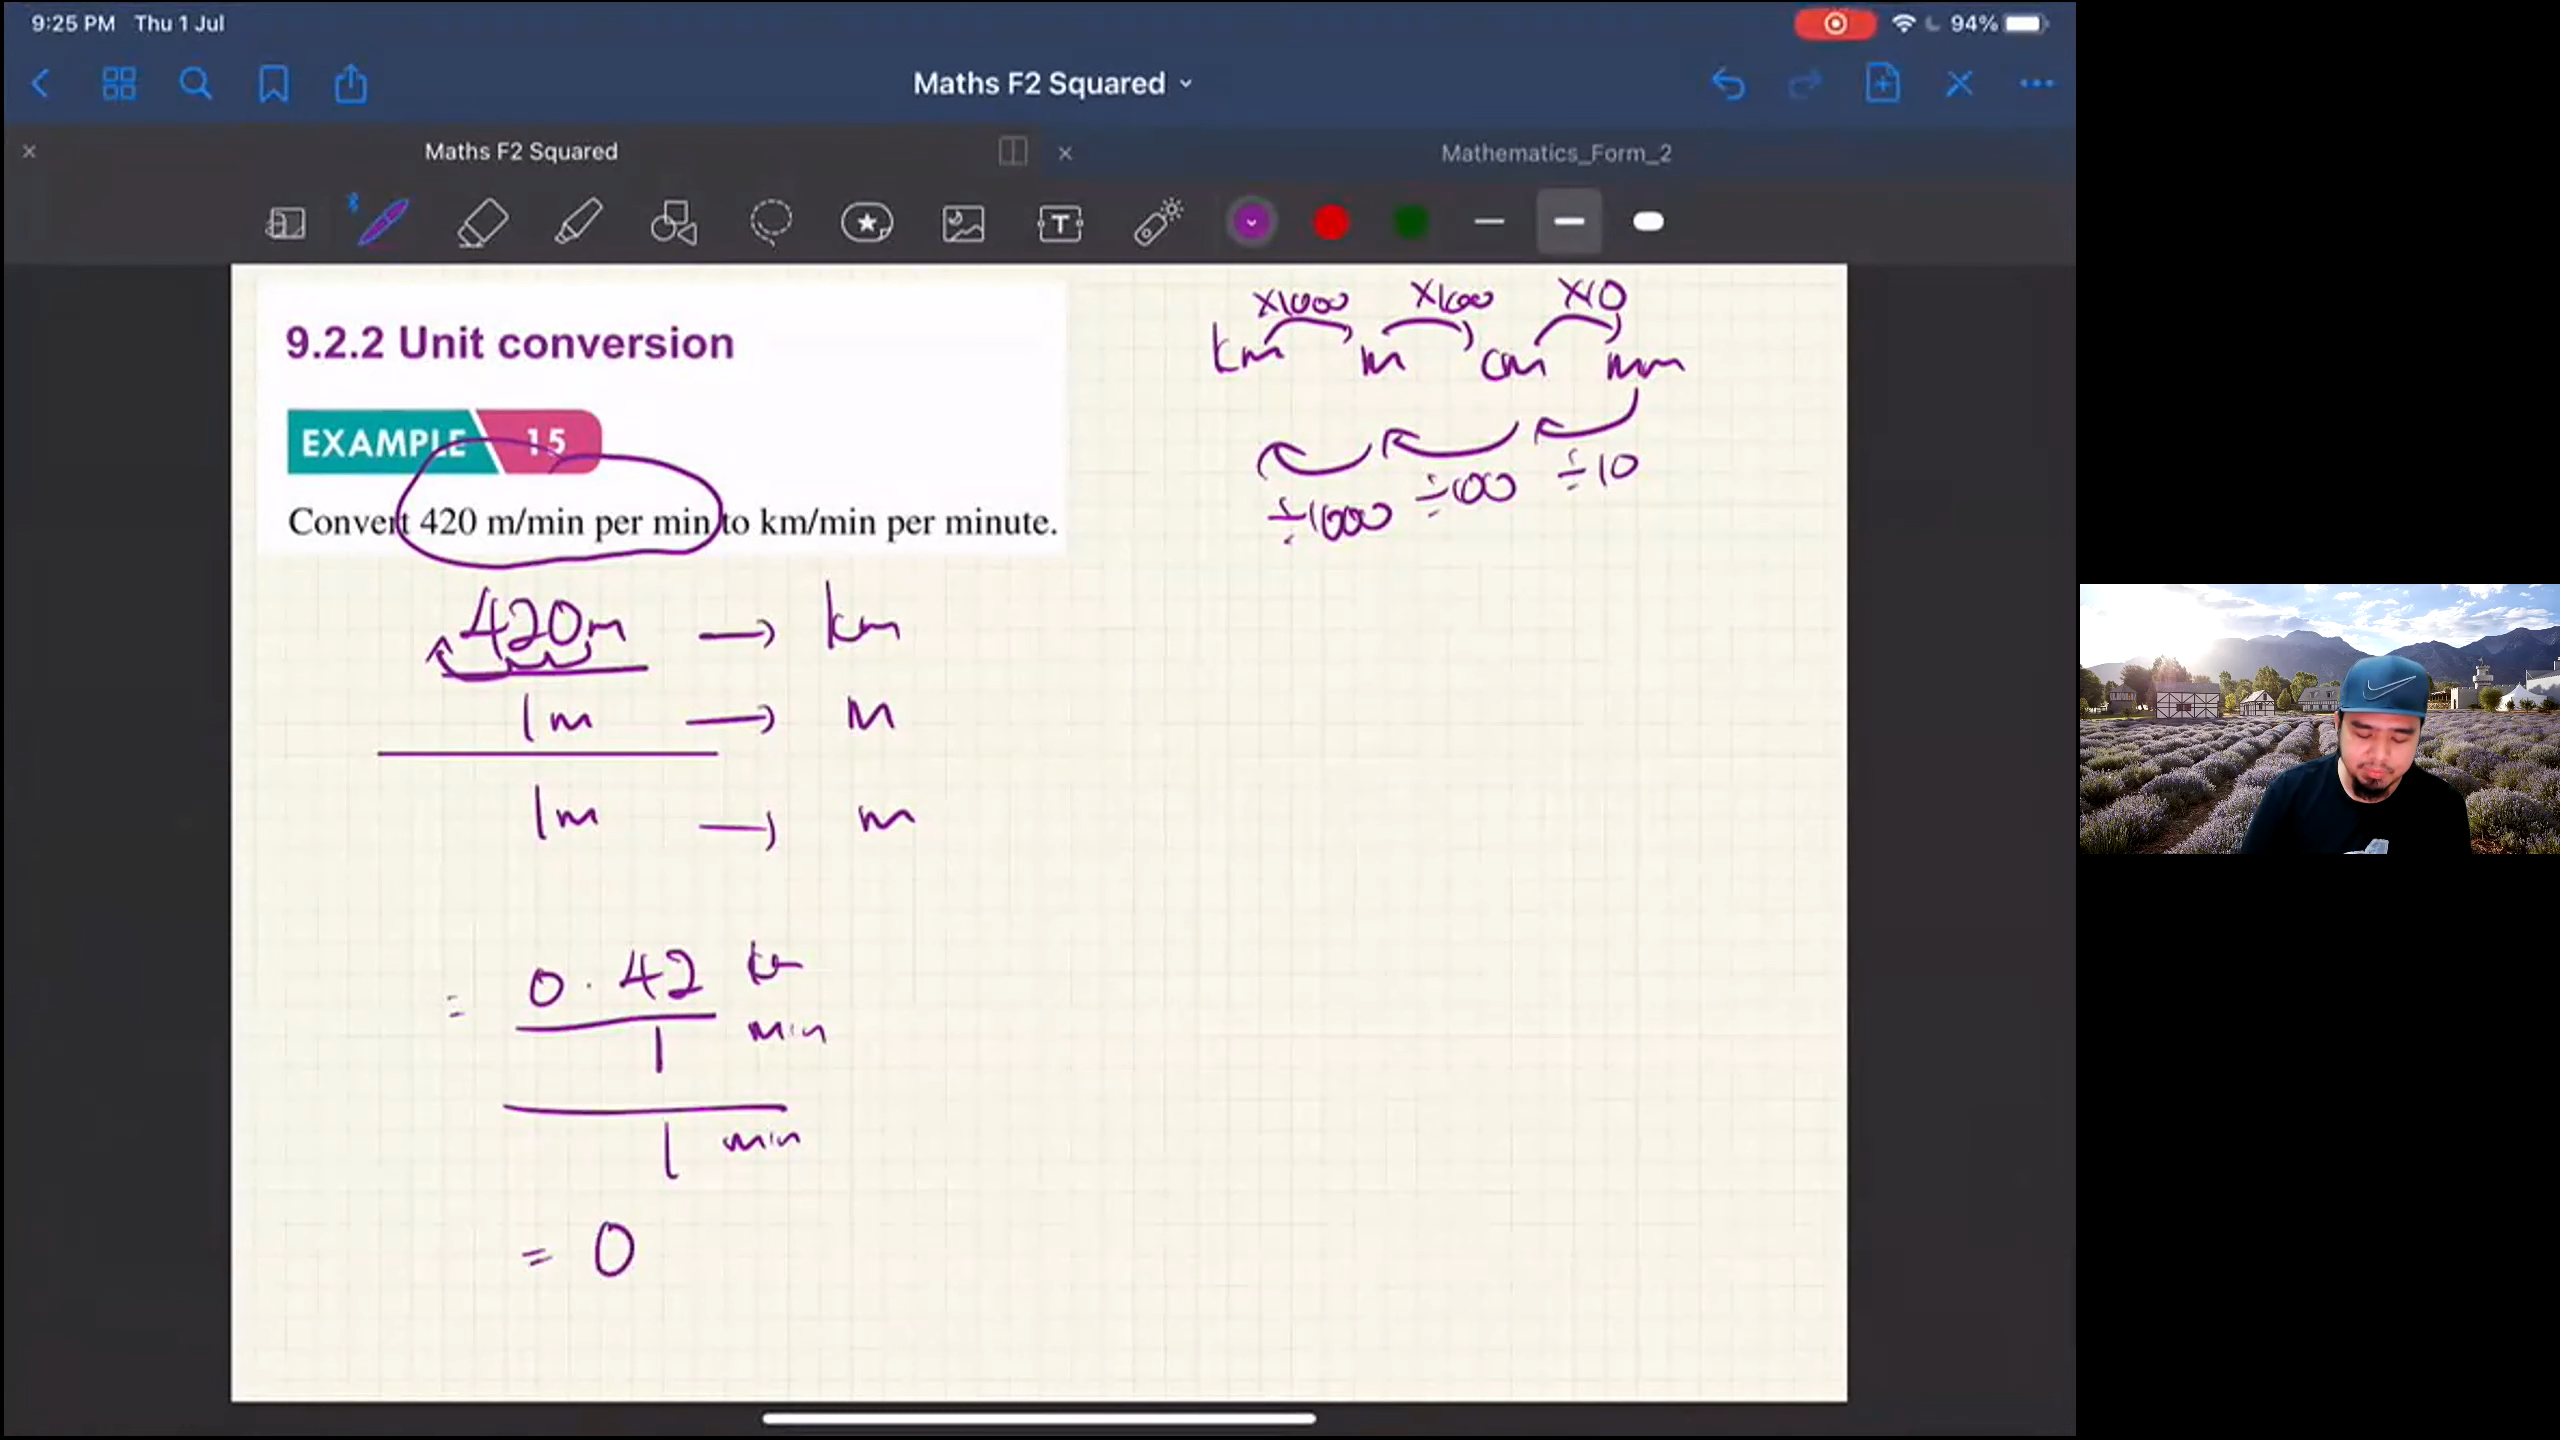 9:25 PM Thu 1 Jul
94%
Maths F2 Squared
Maths F2 Squared
Mathematics_Form_2
9.2.2 Unit conversion
EXAMPLE 15
Convert 420 m/min per min to km/min per minute.
×1000 ×100 ×10
km m cm mm
÷1000 ÷100 ÷10
420m → km
1m → m
1m → m
= 0.42 km
1 min
1 min
= 0